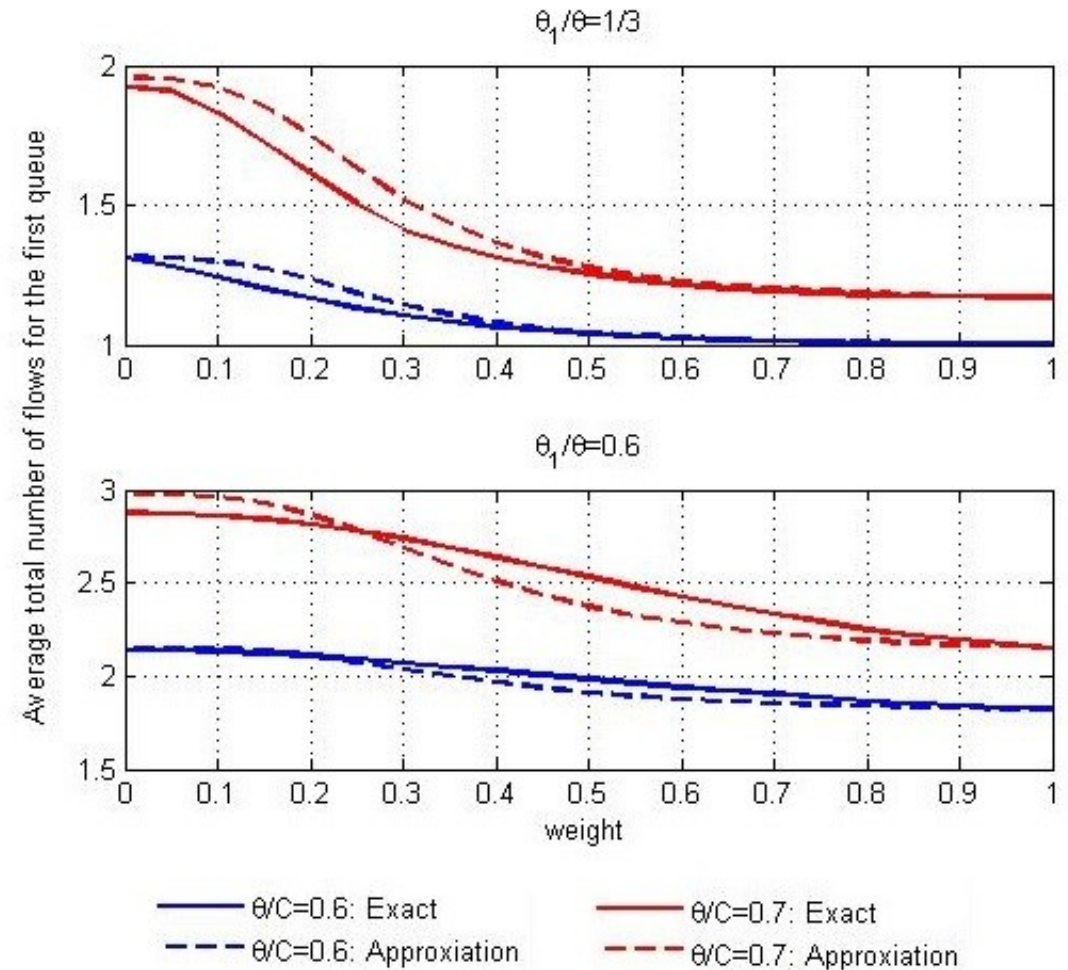 θ1/θ=1/3
2
1.5
1
0 0.1 0.2 0.3 0.4 0.5 0.6 0.7 0.8 0.9 1
Average total number of flows for the first queue
θ1/θ=0.6
3
2.5
2
1.5
0 0.1 0.2 0.3 0.4 0.5 0.6 0.7 0.8 0.9 1
weight
θ/C=0.6: Exact
θ/C=0.6: Approxiation
θ/C=0.7: Exact
θ/C=0.7: Approxiation